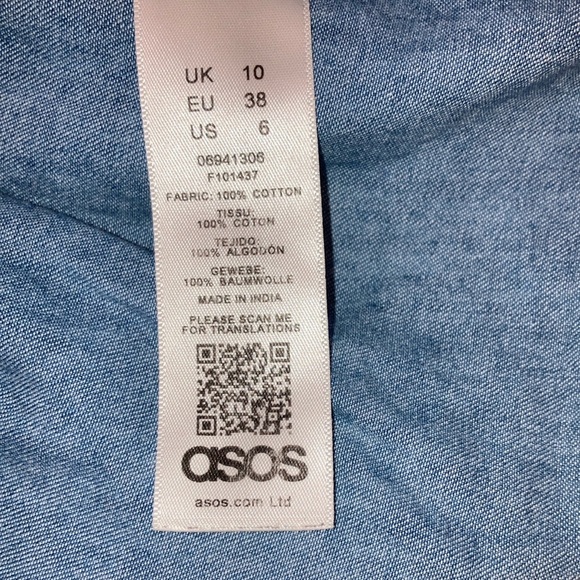 UK 10
EU 38
US 6
06941306
F101437
FABRIC: 100% COTTON
TISSU:
100% COTON
TEJIDO:
100% ALGODÓN
GEWEBE:
100% BAUMWOLLE
MADE IN INDIA
PLEASE SCAN ME
FOR TRANSLATIONS
asos
asos.com Ltd